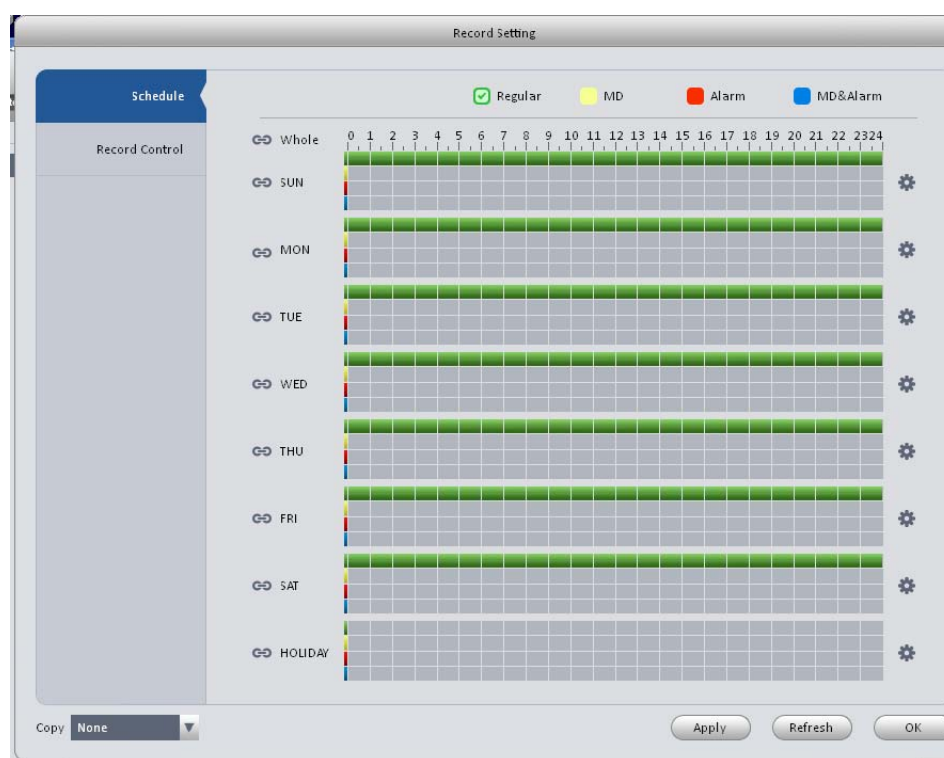 Record Setting
Schedule
Record Control
Regular MD Alarm MD&Alarm
Whole 0 1 2 3 4 5 6 7 8 9 10 11 12 13 14 15 16 17 18 19 20 21 22 2324
SUN
MON
TUE
WED
THU
FRI
SAT
HOLIDAY
Copy None Apply Refresh OK